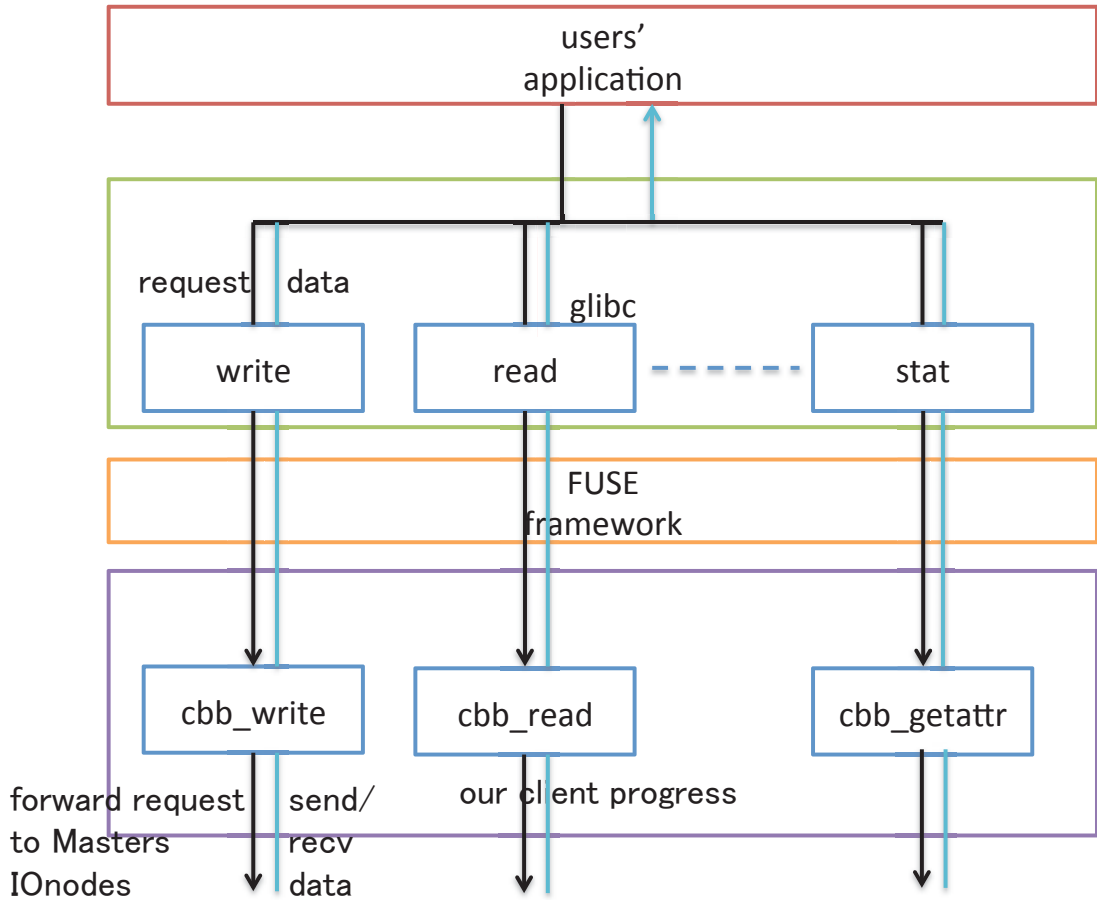 users’
application
request
data
glibc
write
read
stat
FUSE
framework
cbb_write
cbb_read
cbb_getattr
our client progress
forward request
to Masters
IOnodes
send/
recv
data